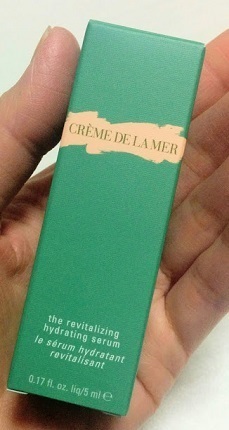 CRÈME DE LA MER
the revitalizing
hydrating serum
le sérum hydratant
revitalisant
0.17 fl. oz. liq/5 ml ℮